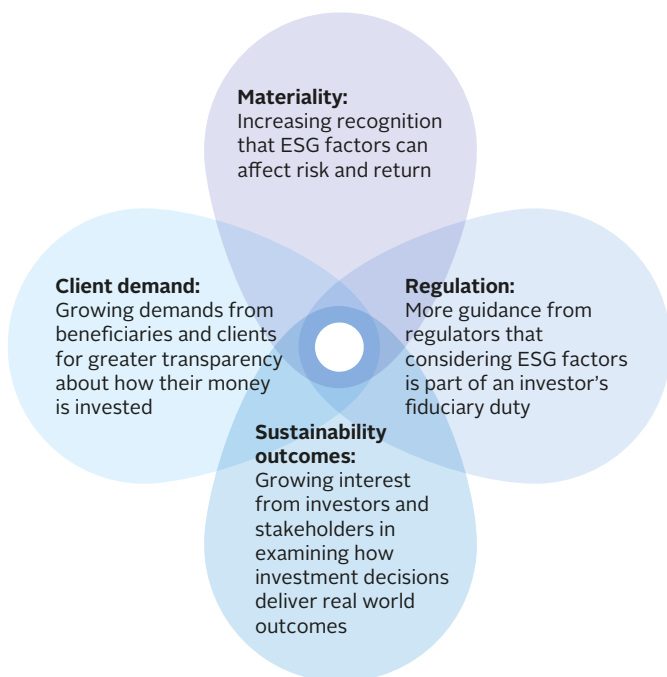 Materiality:
Increasing recognition
that ESG factors can
affect risk and return
Client demand:
Growing demands from
beneficiaries and clients
for greater transparency
about how their money
is invested
Regulation:
More guidance from
regulators that
considering ESG factors
is part of an investor’s
fiduciary duty
Sustainability
outcomes:
Growing interest
from investors and
stakeholders in
examining how
investment decisions
deliver real world
outcomes